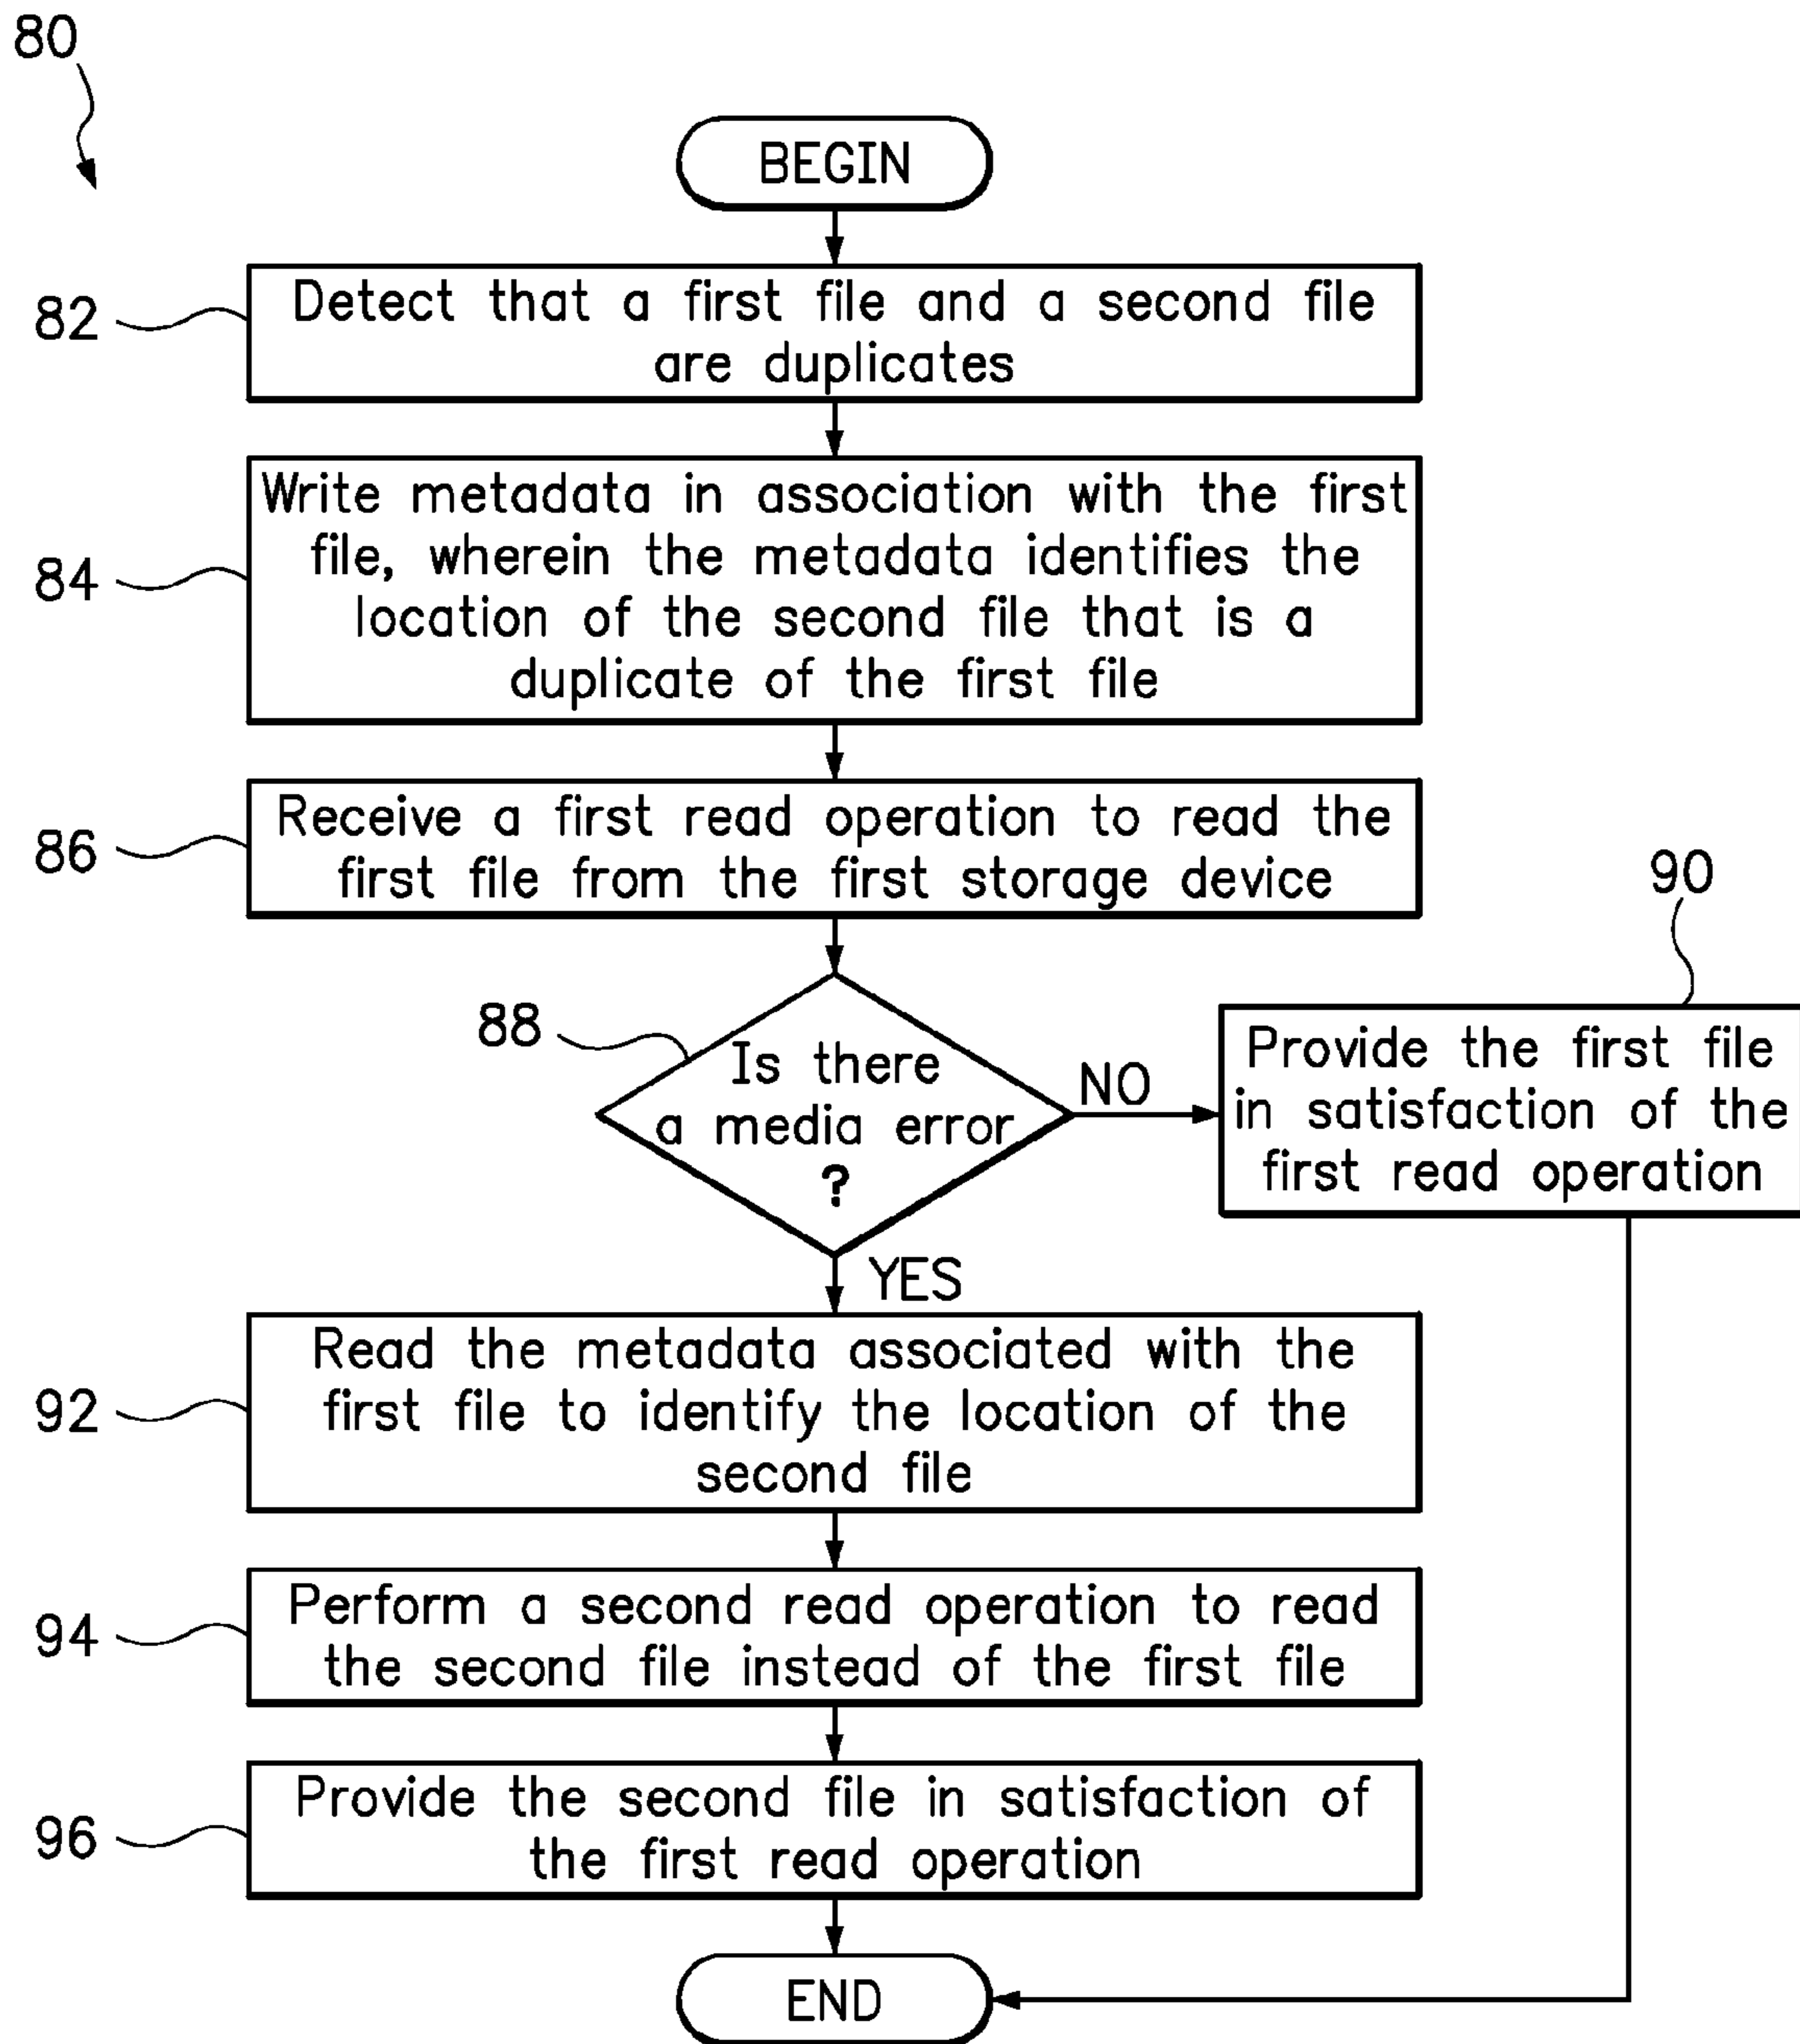 80
BEGIN
82
Detect that a first file and a second file
are duplicates
84
Write metadata in association with the first
file, wherein the metadata identifies the
location of the second file that is a
duplicate of the first file
86
Receive a first read operation to read the
first file from the first storage device
88
Is there
a media error
?
NO
90
Provide the first file
in satisfaction of the
first read operation
YES
92
Read the metadata associated with the
first file to identify the location of the
second file
94
Perform a second read operation to read
the second file instead of the first file
96
Provide the second file in satisfaction of
the first read operation
END